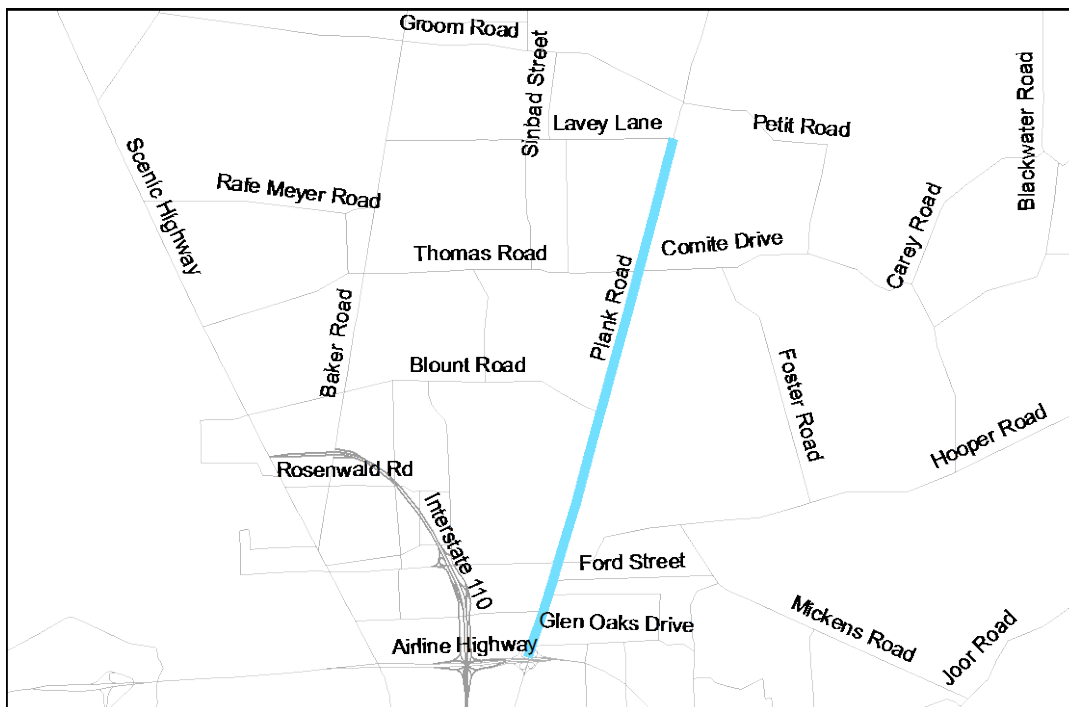 Groom Road
Sinbad Street
Blackwater Road
Lavey Lane
Petit Road
Scenic Highway
Rafe Meyer Road
Carey Road
Thomas Road
Comite Drive
Plank Road
Baker Road
Blount Road
Foster Road
Hooper Road
Rosenwald Rd
Interstate 110
Ford Street
Glen Oaks Drive
Mickens Road
Airline Highway
Joor Road